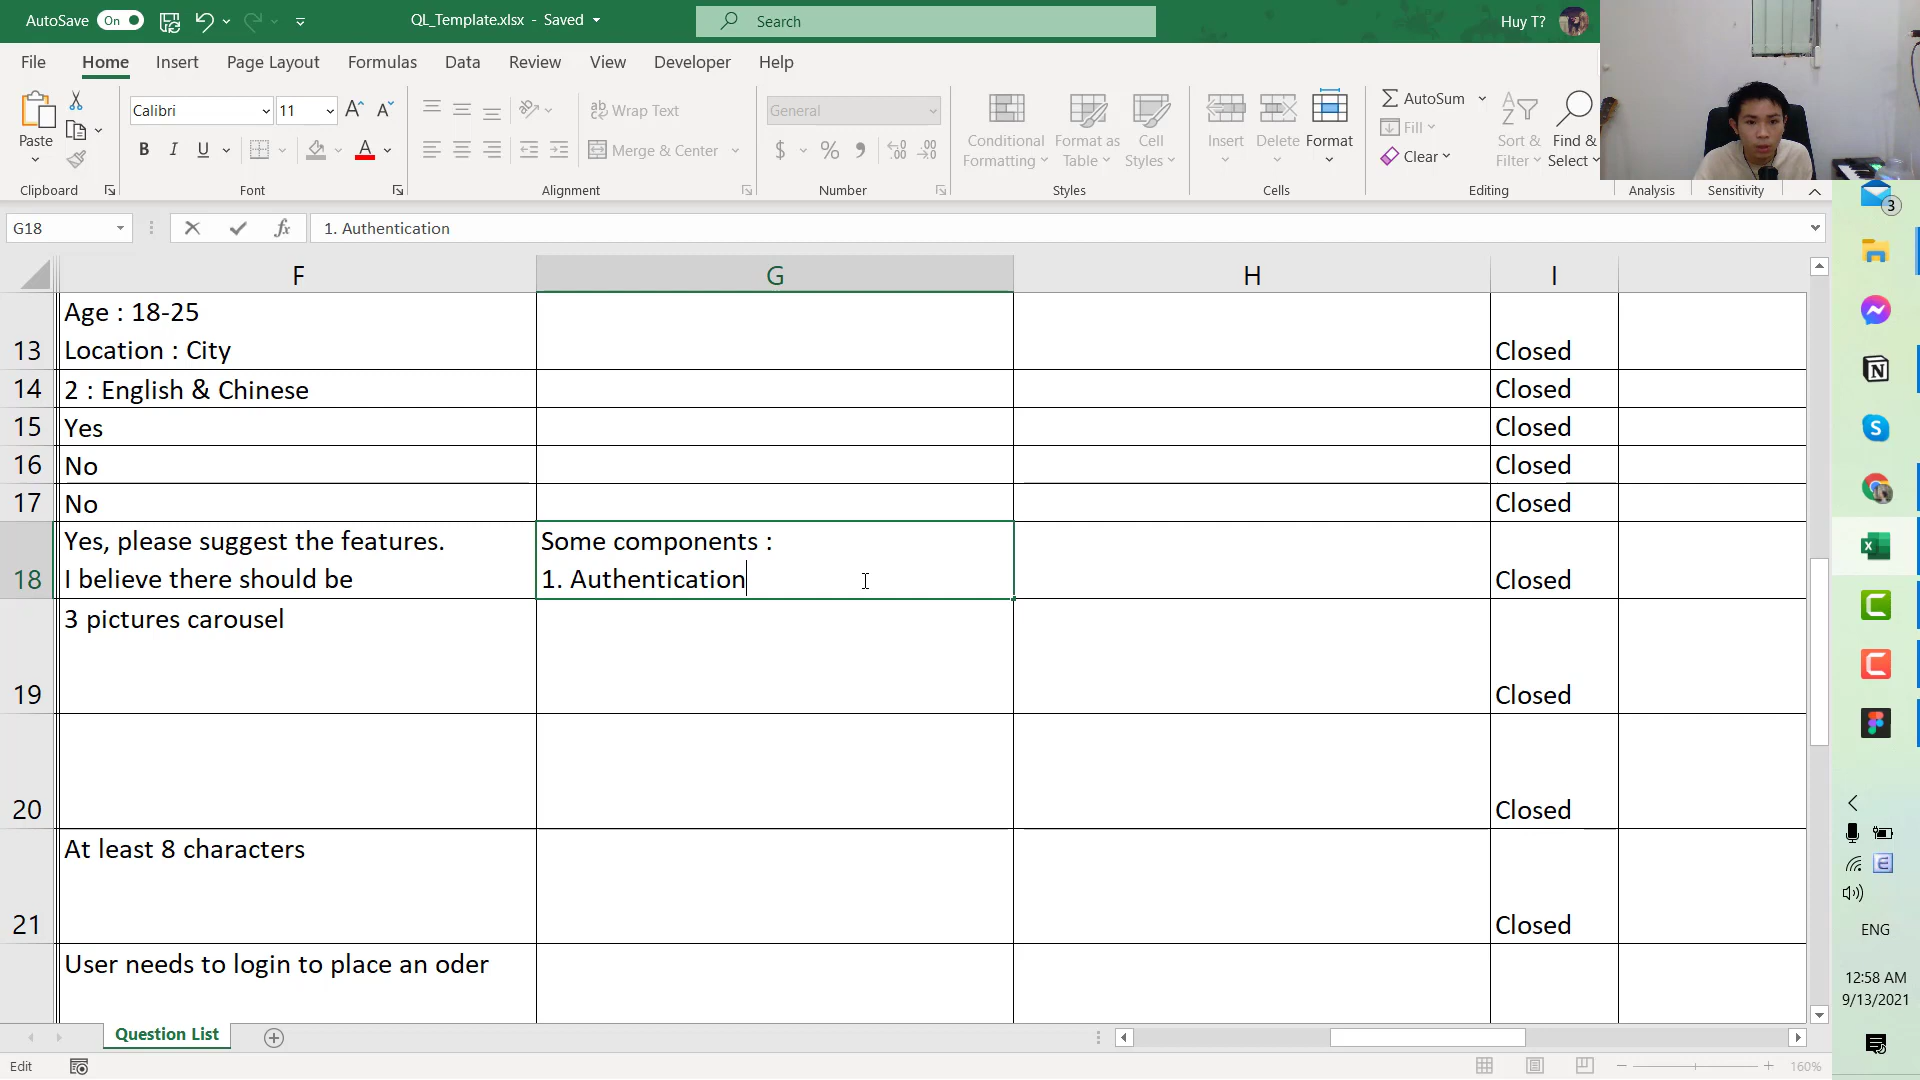 AutoSave On QL_Template.xlsx - Saved Search Huy T?
File Home Insert Page Layout Formulas Data Review View Developer Help
Paste
Calibri 11
B I U
Wrap Text
Merge & Center
General
$ %
Conditional Formatting
Format as Table
Cell Styles
Insert
Delete
Format
AutoSum
Fill
Clear
Sort & Filter
Find & Select
Clipboard Font Alignment Number Styles Cells Editing Analysis Sensitivity
G18 fx 1. Authentication
F G H I
Age : 18-25
13 Location : City Closed
14 2 : English & Chinese Closed
15 Yes Closed
16 No Closed
17 No Closed
Yes, please suggest the features. Some components :
18 I believe there should be 1. Authentication Closed
3 pictures carousel
19 Closed
20 Closed
At least 8 characters
21 Closed
User needs to login to place an oder
Question List
Edit 160%
3
ENG
12:58 AM
9/13/2021